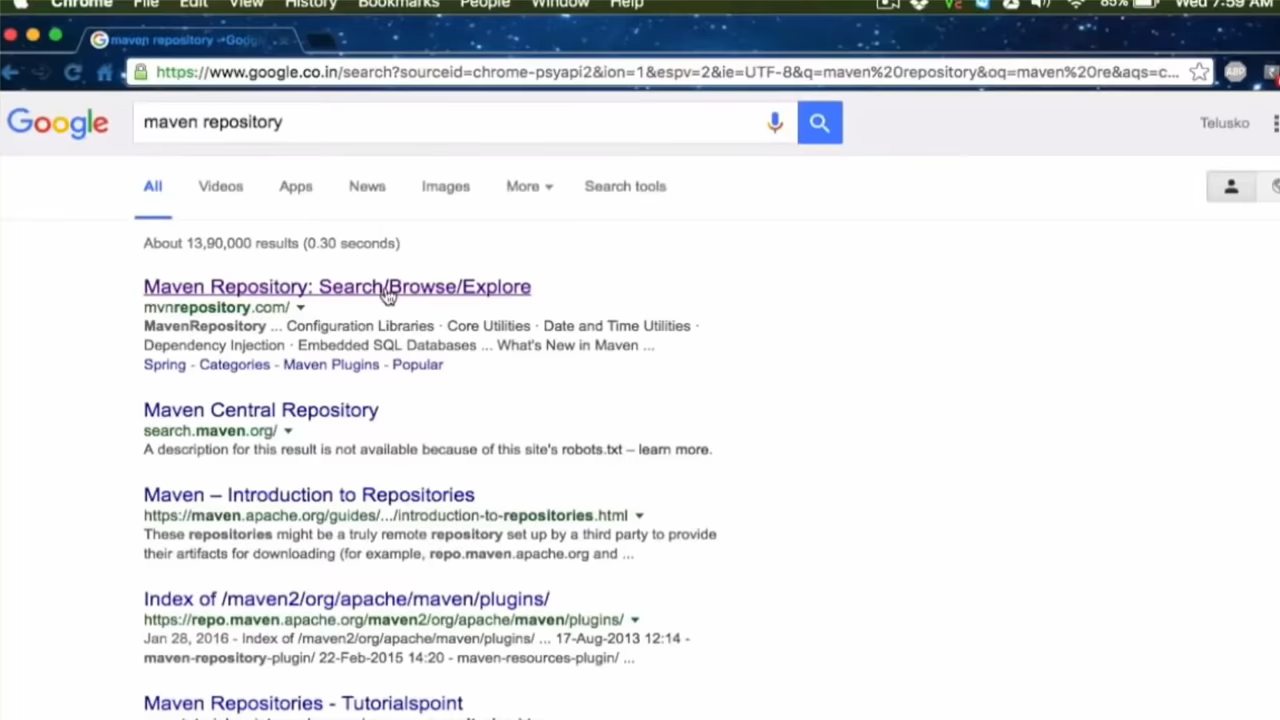 Chrome File Edit View History Bookmarks People Window Help 85% Wed 7:59 AM
maven repository - Goog
https://www.google.co.in/search?sourceid=chrome-psyapi2&ion=1&espv=2&ie=UTF-8&q=maven%20repository&oq=maven%20re&aqs=c... ABP
Google maven repository Telusko
All Videos Apps News Images More Search tools
About 13,90,000 results (0.30 seconds)
Maven Repository: Search/Browse/Explore
mvnrepository.com/
MavenRepository ... Configuration Libraries · Core Utilities · Date and Time Utilities ·
Dependency Injection · Embedded SQL Databases ... What's New in Maven ...
Spring - Categories - Maven Plugins - Popular
Maven Central Repository
search.maven.org/
A description for this result is not available because of this site's robots.txt – learn more.
Maven – Introduction to Repositories
https://maven.apache.org/guides/.../introduction-to-repositories.html
These repositories might be a truly remote repository set up by a third party to provide
their artifacts for downloading (for example, repo.maven.apache.org and ...
Index of /maven2/org/apache/maven/plugins/
https://repo.maven.apache.org/maven2/org/apache/maven/plugins/
Jan 28, 2016 - Index of /maven2/org/apache/maven/plugins/ ... 17-Aug-2013 12:14 -
maven-repository-plugin/ 22-Feb-2015 14:20 - maven-resources-plugin/ ...
Maven Repositories - Tutorialspoint